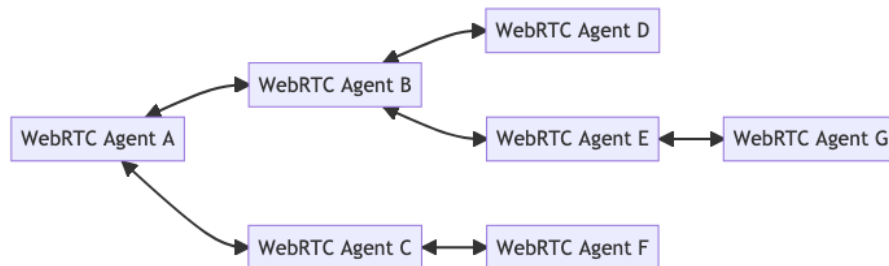 WebRTC Agent D
WebRTC Agent B
WebRTC Agent A
WebRTC Agent E
WebRTC Agent G
WebRTC Agent C
WebRTC Agent F